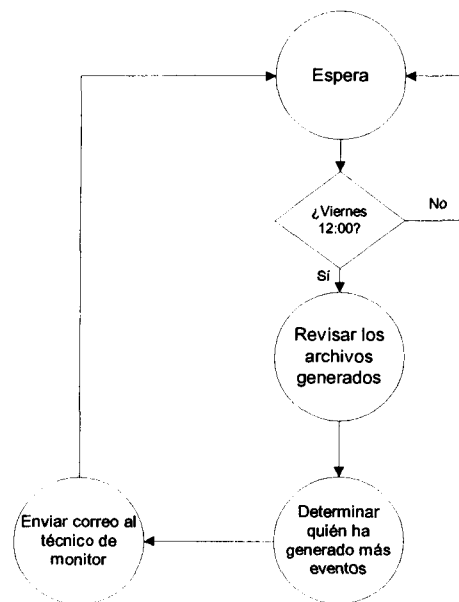 Espera
¿Viernes
12:00?
No
Sí
Revisar los
archivos
generados
Determinar
quién ha
generado más
eventos
Enviar correo al
técnico de
monitor